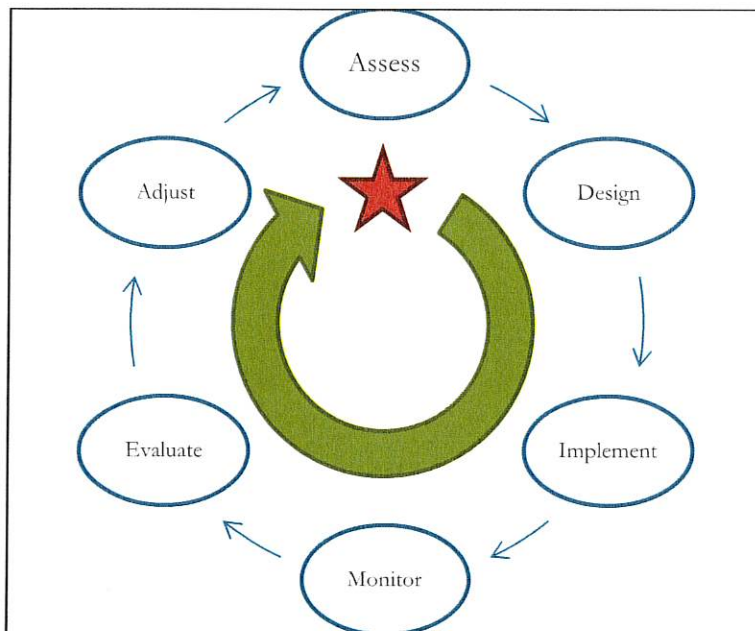 Assess
Design
Implement
Monitor
Evaluate
Adjust